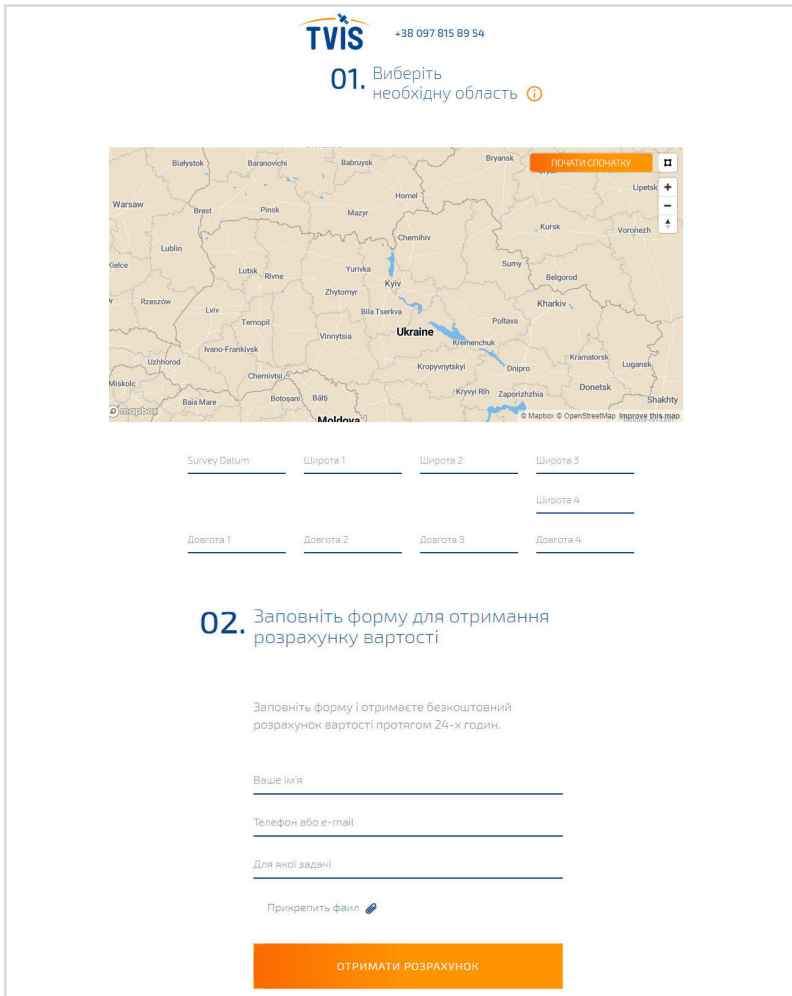 TVIS
+38 097 815 89 54
01. Виберіть
необхідну область
Bryansk
ПОЧАТИ СПОЧАТКУ
Białystok
Baranovichi
Babruysk
Lipetsk
Homel
Warsaw
Brest
Pinsk
Mazyr
Kursk
Voronezh
Chernihiv
Lublin
Kielce
Lutsk
Rivne
Yurivka
Sumy
Belgorod
Kyiv
Zhytomyr
Rzeszów
Lviv
Bila Tserkva
Kharkiv
Ternopil
Poltava
Vinnytsia
Ukraine
Kremenchuk
Ivano-Frankivsk
Uzhhorod
Kropyvnytskyi
Dnipro
Kramatorsk
Luhansk
Chernivtsi
Miskolc
Kryvyi Rih
Zaporizhzhia
Donetsk
Baia Mare
Botoșani
Bălți
Shakhty
mapbox
Moldova
© Mapbox © OpenStreetMap Improve this map
Survey Datum
Широта 1
Широта 2
Широта 3
Широта 4
Довгота 1
Довгота 2
Довгота 3
Довгота 4
02. Заповніть форму для отримання
розрахунку вартості
Заповніть форму і отримаєте безкоштовний
розрахунок вартості протягом 24-х годин.
Ваше ім'я
Телефон або e-mail
Для якої задачі
Прикрепить фаил
ОТРИМАТИ РОЗРАХУНОК